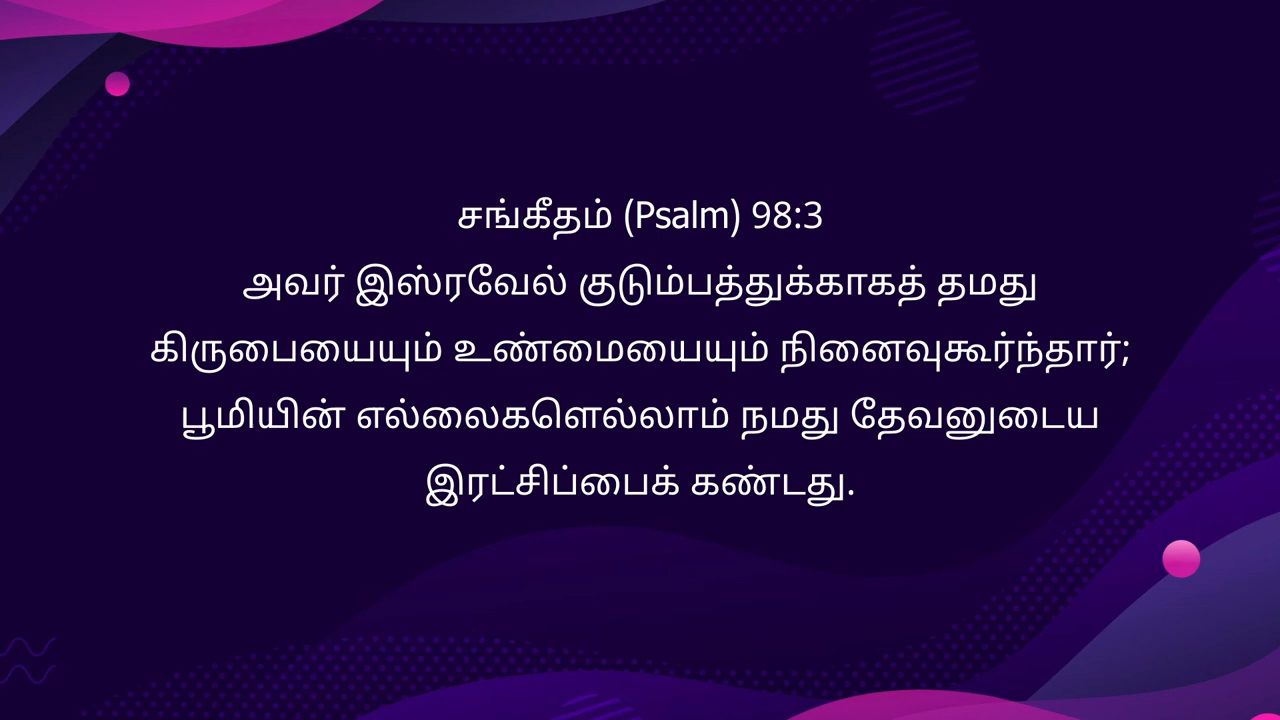 சங்கீதம் (Psalm) 98:3
அவர் இஸ்ரவேல் குடும்பத்துக்காகத் தமது
கிருபையையும் உண்மையையும் நினைவுகூர்ந்தார்;
பூமியின் எல்லைகளெல்லாம் நமது தேவனுடைய
இரட்சிப்பைக் கண்டது.